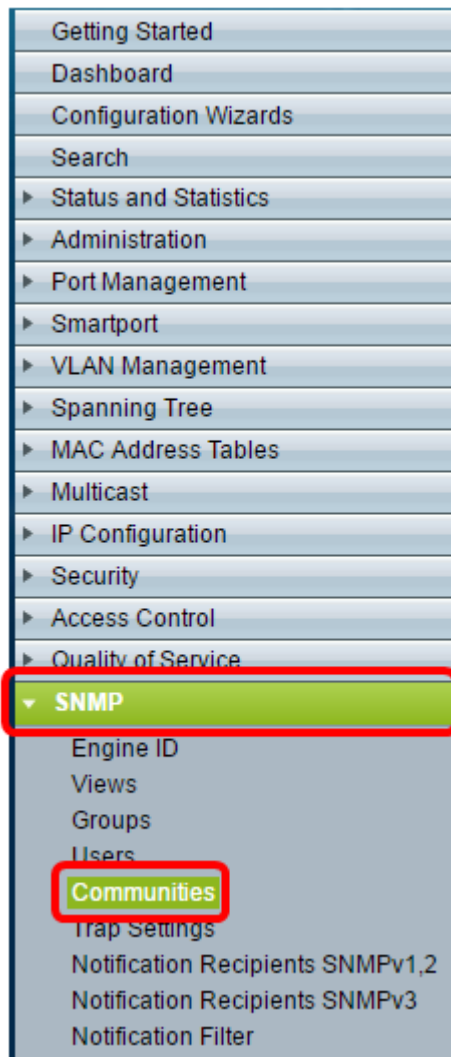 Getting Started
Dashboard
Configuration Wizards
Search
Status and Statistics
Administration
Port Management
Smartport
VLAN Management
Spanning Tree
MAC Address Tables
Multicast
IP Configuration
Security
Access Control
Quality of Service
SNMP
Engine ID
Views
Groups
Users
Communities
Trap Settings
Notification Recipients SNMPv1,2
Notification Recipients SNMPv3
Notification Filter